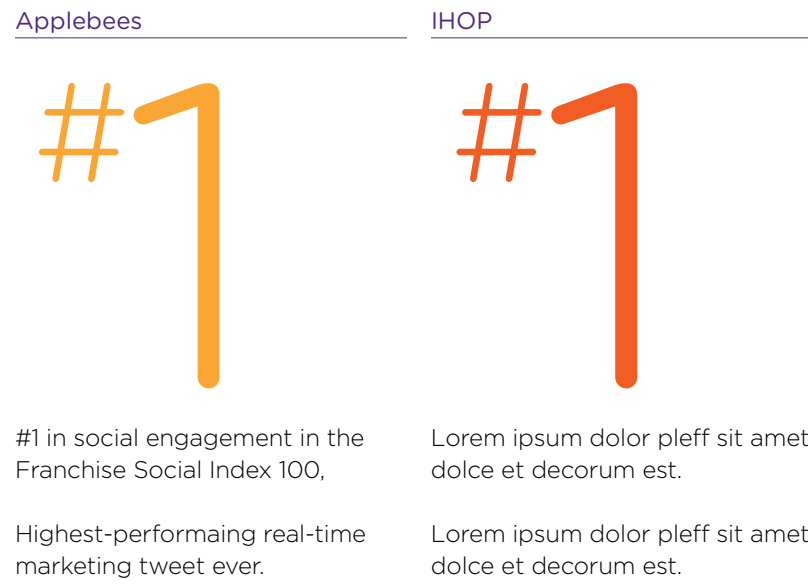 Applebees
#1
#1 in social engagement in the
Franchise Social Index 100,
Highest-performaing real-time
marketing tweet ever.
IHOP
#1
Lorem ipsum dolor pleff sit amet
dolce et decorum est.
Lorem ipsum dolor pleff sit amet
dolce et decorum est.